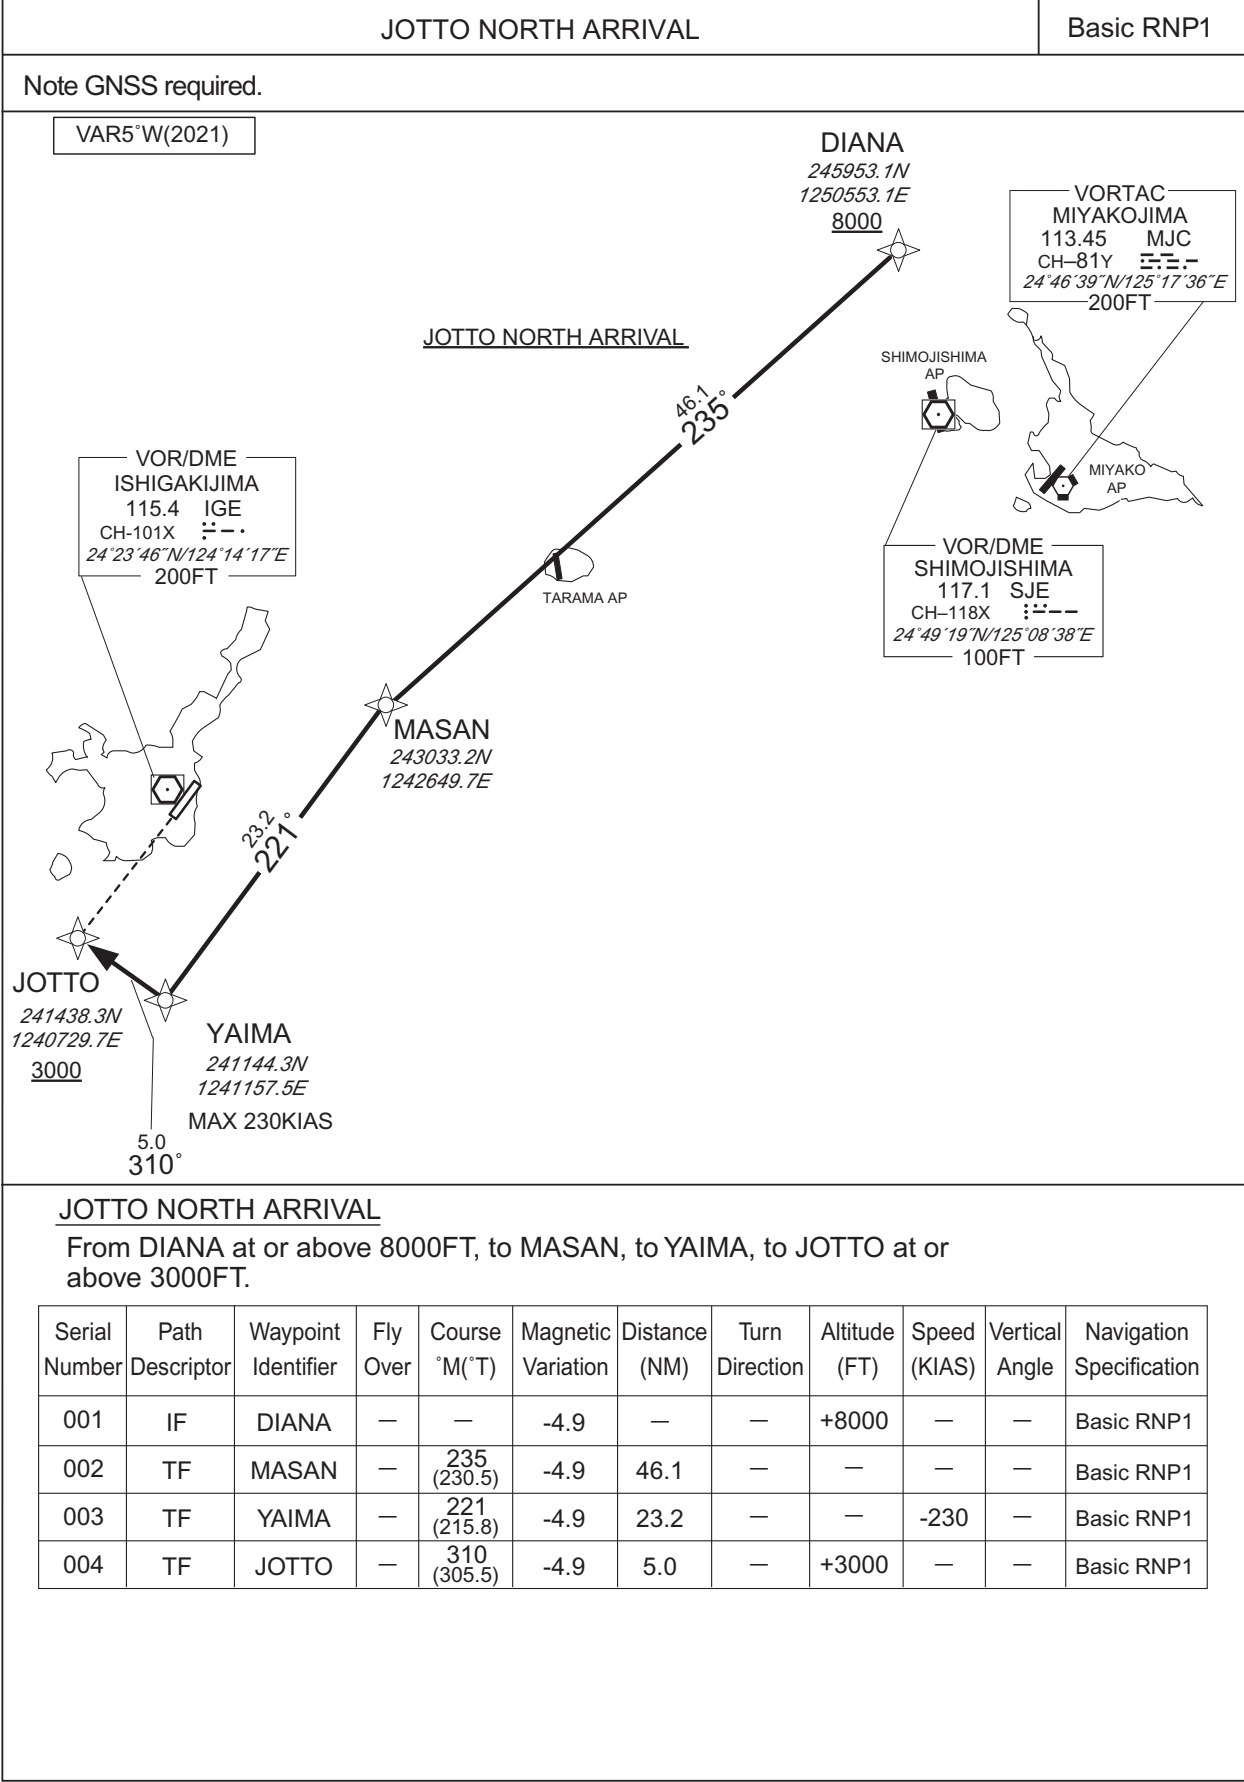 JOTTO NORTH ARRIVAL
Basic RNP1
Note GNSS required.
VAR5˚W(2021)
DIANA
245953.1N
1250553.1E
8000
VORTAC
MIYAKOJIMA
113.45 MJC
CH–81Y
24˚46´39˝N/125˚17´36˝E
200FT
JOTTO NORTH ARRIVAL
SHIMOJISHIMA
AP
46.1
235˚
MIYAKO
AP
VOR/DME
ISHIGAKIJIMA
115.4 IGE
CH-101X
24˚23´46˝N/124˚14´17˝E
200FT
VOR/DME
SHIMOJISHIMA
117.1 SJE
CH–118X
24˚49´19˝N/125˚08´38˝E
100FT
TARAMA AP
MASAN
243033.2N
1242649.7E
23.2
221˚
JOTTO
241438.3N
1240729.7E
3000
YAIMA
241144.3N
1241157.5E
MAX 230KIAS
5.0
310˚
JOTTO NORTH ARRIVAL
From DIANA at or above 8000FT, to MASAN, to YAIMA, to JOTTO at or
above 3000FT.
Serial Path Waypoint Fly Course Magnetic Distance Turn Altitude Speed Vertical Navigation
Number Descriptor Identifier Over ˚M(˚T) Variation (NM) Direction (FT) (KIAS) Angle Specification
001 IF DIANA — — -4.9 — — +8000 — — Basic RNP1
002 TF MASAN — 235 (230.5) -4.9 46.1 — — — — Basic RNP1
003 TF YAIMA — 221 (215.8) -4.9 23.2 — — -230 — Basic RNP1
004 TF JOTTO — 310 (305.5) -4.9 5.0 — +3000 — — Basic RNP1